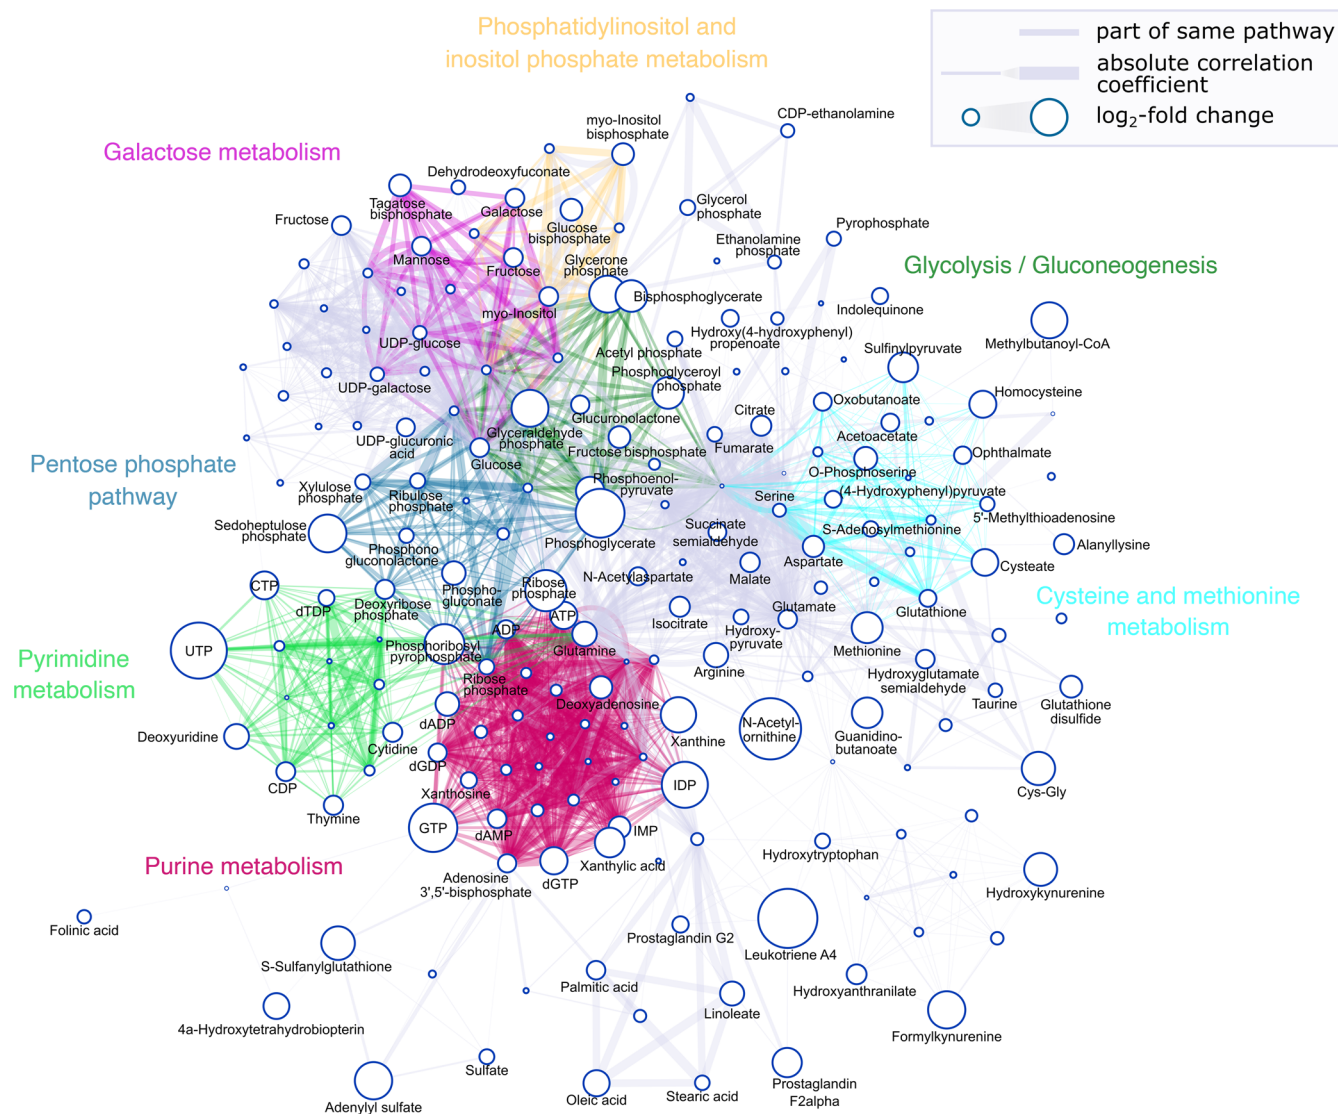 Phosphatidylinositol and
inositol phosphate metabolism
part of same pathway
absolute correlation
coefficient
log2-fold change
CDP-ethanolamine
myo-Inositol
bisphosphate
Galactose metabolism
Dehydrodeoxyfuconate
Tagatose
bisphosphate
Galactose
Glycerol
phosphate
Fructose
Glucose
bisphosphate
Pyrophosphate
Ethanolamine
phosphate
Mannose
Fructose
Glycerone
phosphate
Glycolysis / Gluconeogenesis
myo-Inositol
Bisphosphoglycerate
Indolequinone
Hydroxy(4-hydroxyphenyl)
propenoate
UDP-glucose
Acetyl phosphate
Sulfinylpyruvate
Methylbutanoyl-CoA
Phosphoglyceroyl
phosphate
UDP-galactose
Homocysteine
Oxobutanoate
Glucuronolactone
Citrate
Fumarate
Acetoacetate
UDP-glucuronic
acid
Glyceraldehyde
phosphate
Fructose bisphosphate
Glucose
Ophthalmate
O-Phosphoserine
Pentose phosphate
pathway
Xylulose
phosphate
Ribulose
phosphate
Phosphoenol-
pyruvate
Serine
(4-Hydroxyphenyl)pyruvate
5'-Methylthioadenosine
Sedoheptulose
phosphate
Phosphoglycerate
Succinate
semialdehyde
S-Adenosylmethionine
Alanyllysine
Phosphono
gluconolactone
Aspartate
Cysteate
CTP
dTDP
Deoxyribose
phosphate
Phospho-
gluconate
Ribose
phosphate
N-Acetylaspartate
Malate
Glutamate
Glutathione
Cysteine and methionine
metabolism
ATP
ADP
Isocitrate
Hydroxy-
pyruvate
UTP
Phosphoribosyl
pyrophosphate
Glutamine
Methionine
Pyrimidine
metabolism
Ribose
phosphate
Arginine
Hydroxyglutamate
semialdehyde
Deoxyadenosine
Taurine
Glutathione
disulfide
dADP
N-Acetyl-
ornithine
Guanidino-
butanoate
Deoxyuridine
Cytidine
Xanthine
dGDP
CDP
Xanthosine
IDP
Cys-Gly
Thymine
GTP
dAMP
IMP
Purine metabolism
Xanthylic acid
Hydroxytryptophan
Adenosine
3',5'-bisphosphate
dGTP
Hydroxykynurenine
Folinic acid
Prostaglandin G2
Leukotriene A4
S-Sulfanylglutathione
Palmitic acid
Hydroxyanthranilate
Linoleate
4a-Hydroxytetrahydrobiopterin
Formylkynurenine
Sulfate
Adenylyl sulfate
Oleic acid
Stearic acid
Prostaglandin
F2alpha